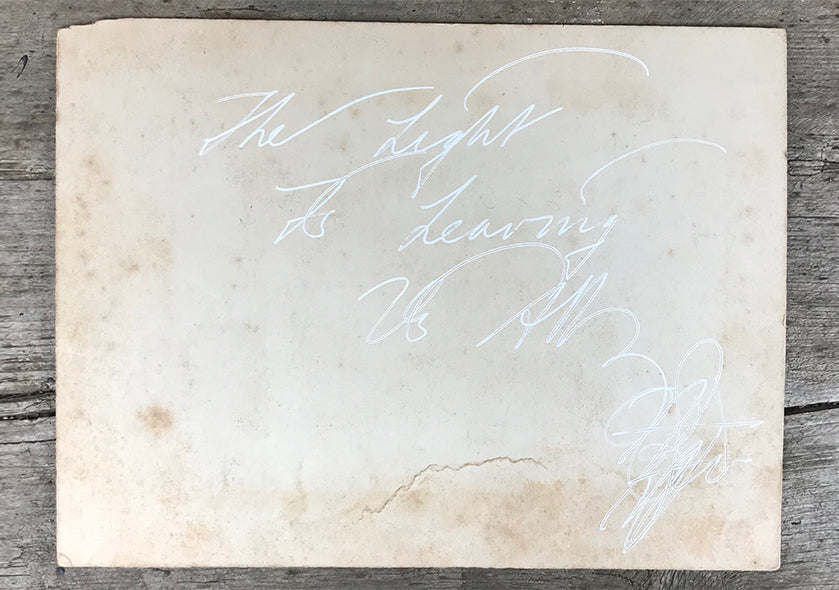 The Light
Is Leaving
Us All